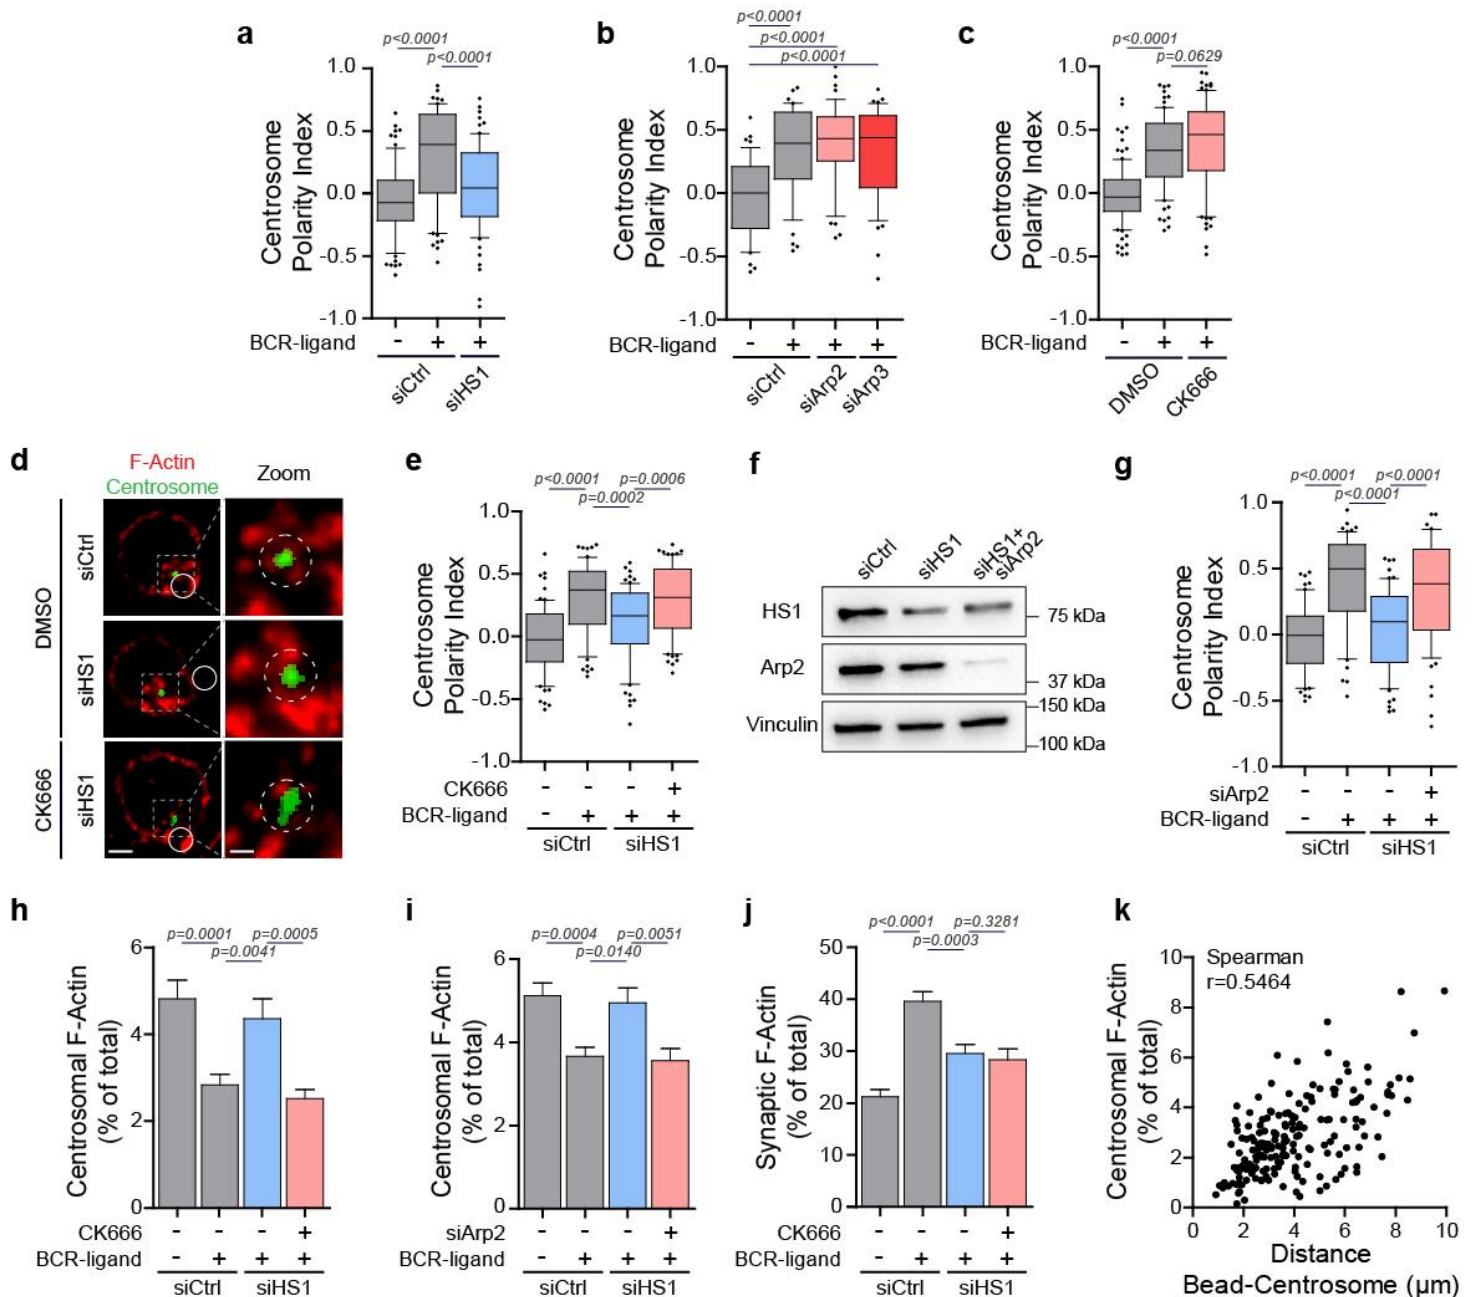 a
p<0.0001
p<0.0001
Centrosome
Polarity Index
1.0
0.5
0.0
-0.5
-1.0
BCR-ligand - + +
siCtrl siHS1
b
p<0.0001
p<0.0001
p<0.0001
Centrosome
Polarity Index
1.0
0.5
0.0
-0.5
-1.0
BCR-ligand - + + +
siCtrl siArp2 siArp3
c
p<0.0001
p=0.0629
Centrosome
Polarity Index
1.0
0.5
0.0
-0.5
-1.0
BCR-ligand - + +
DMSO CK666
d
F-Actin
Centrosome
Zoom
DMSO
siCtrl
siHS1
CK666
siHS1
e
p<0.0001
p=0.0006
p=0.0002
Centrosome
Polarity Index
1.0
0.5
0.0
-0.5
-1.0
CK666 - - - +
BCR-ligand - + + +
siCtrl siHS1
f
siCtrl
siHS1
siHS1+
siArp2
HS1
75 kDa
Arp2
37 kDa
150 kDa
Vinculin
100 kDa
g
p<0.0001
p<0.0001
p<0.0001
Centrosome
Polarity Index
1.0
0.5
0.0
-0.5
-1.0
siArp2 - - - +
BCR-ligand - + + +
siCtrl siHS1
h
p=0.0001
p=0.0005
p=0.0041
Centrosomal F-Actin
(% of total)
6
4
2
0
CK666 - - - +
BCR-ligand - + + +
siCtrl siHS1
i
p=0.0004
p=0.0051
p=0.0140
Centrosomal F-Actin
(% of total)
6
4
2
0
siArp2 - - - +
BCR-ligand - + + +
siCtrl siHS1
j
p<0.0001
p=0.3281
p=0.0003
Synaptic F-Actin
(% of total)
50
40
30
20
10
0
CK666 - - - +
BCR-ligand - + + +
siCtrl siHS1
k
Spearman
r=0.5464
Centrosomal F-Actin
(% of total)
10
8
6
4
2
0
0 2 4 6 8 10
Distance
Bead-Centrosome (µm)